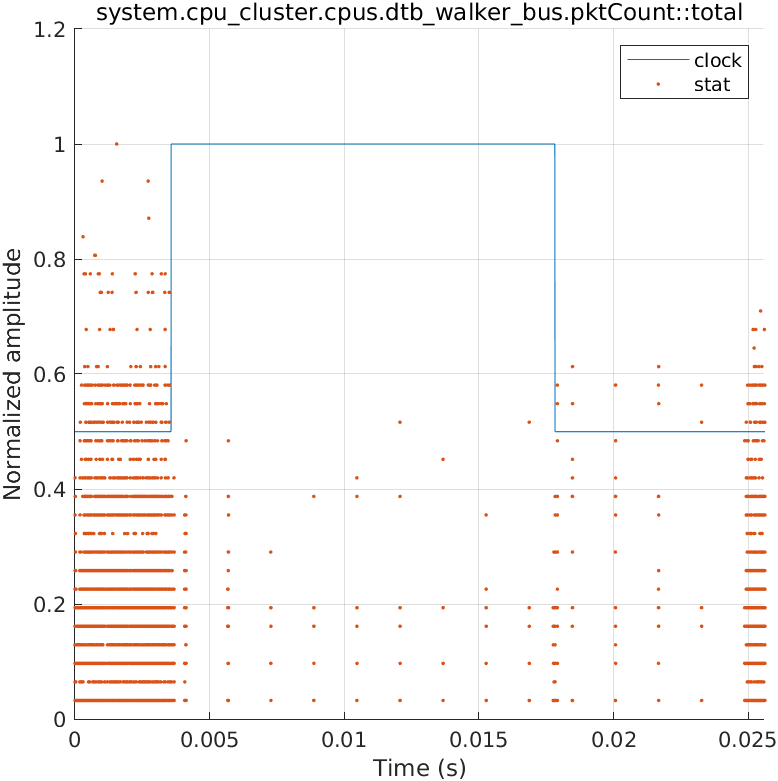 system.cpu_cluster.cpus.dtb_walker_bus.pktCount::total
1.2
1
0.8
0.6
0.4
0.2
0
Normalized amplitude
clock
stat
0 0.005 0.01 0.015 0.02 0.025
Time (s)